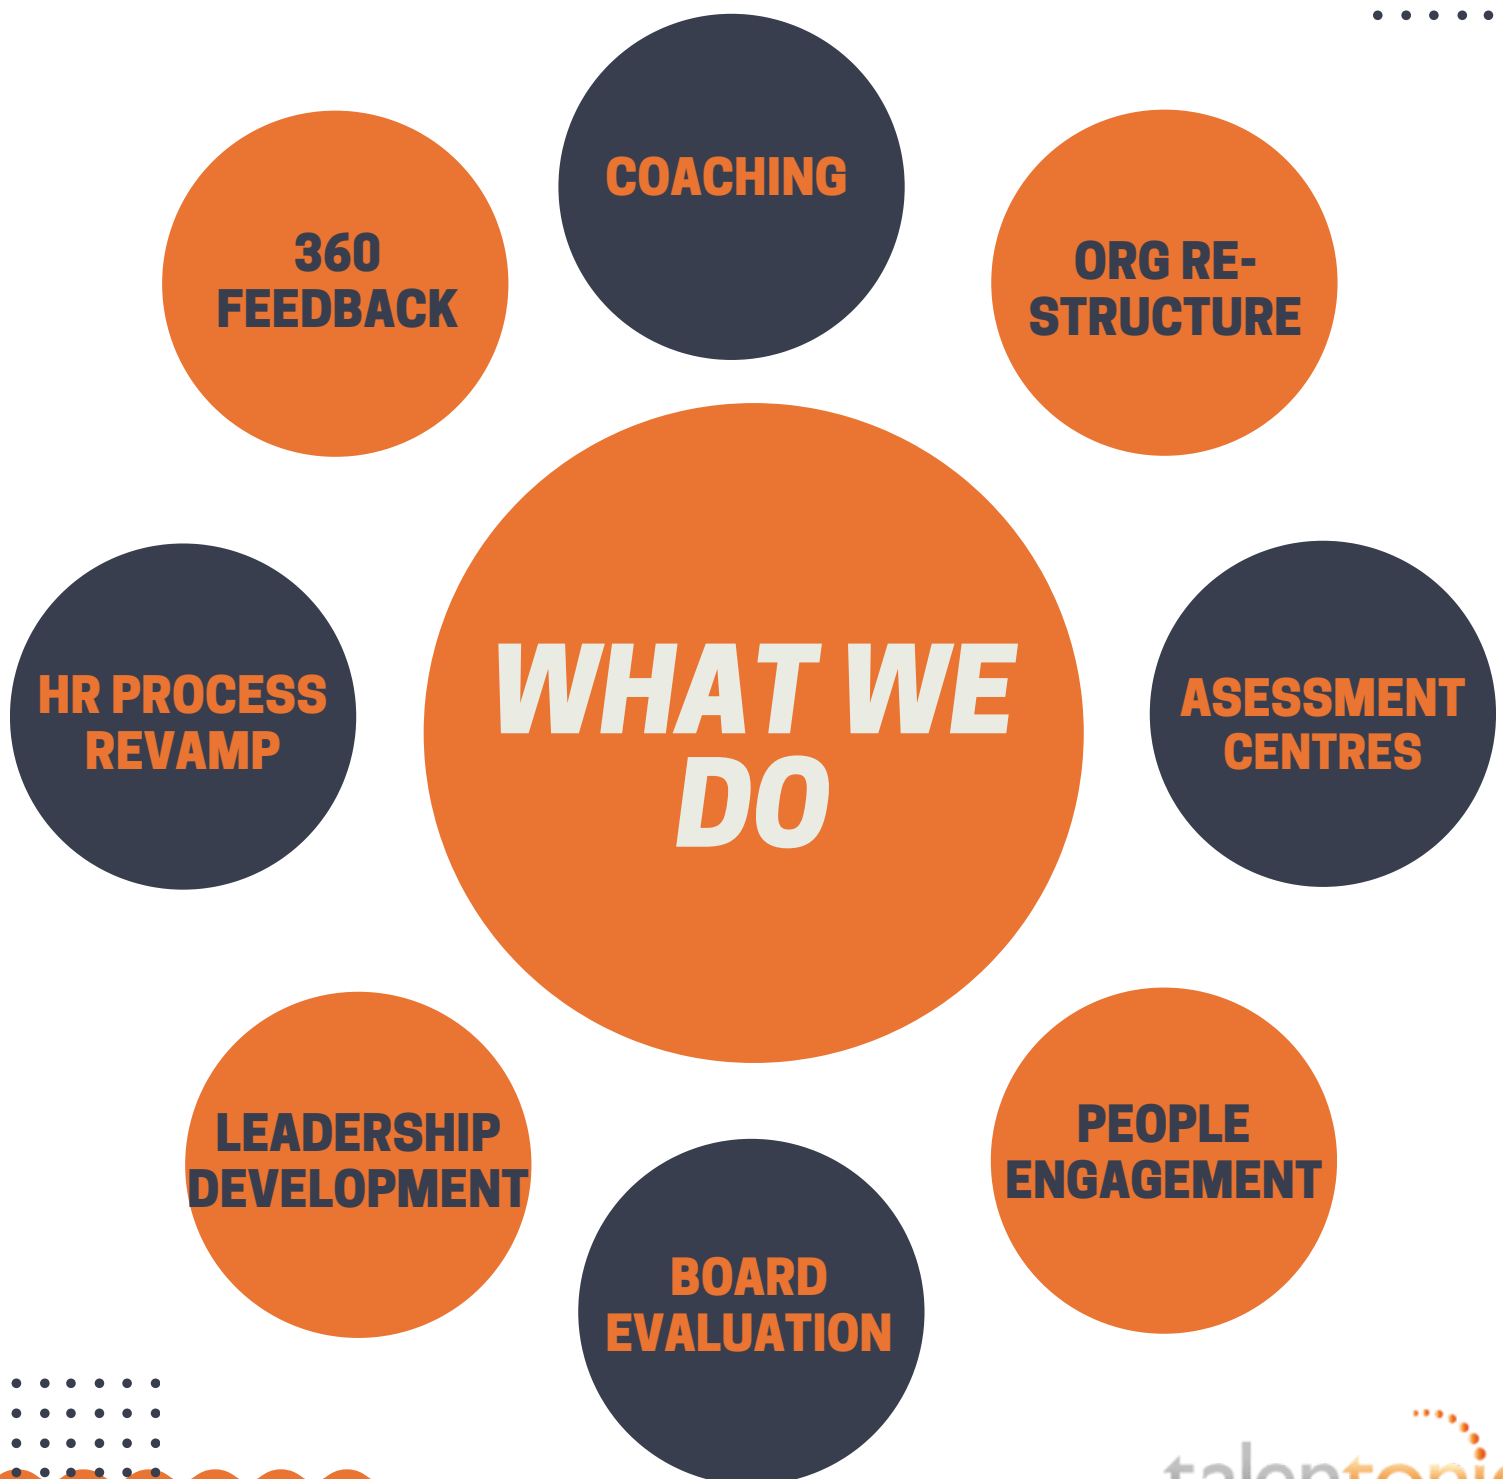 COACHING
360
FEEDBACK
ORG RE-
STRUCTURE
WHAT WE
DO
HR PROCESS
REVAMP
ASESSMENT
CENTRES
LEADERSHIP
DEVELOPMENT
PEOPLE
ENGAGEMENT
BOARD
EVALUATION